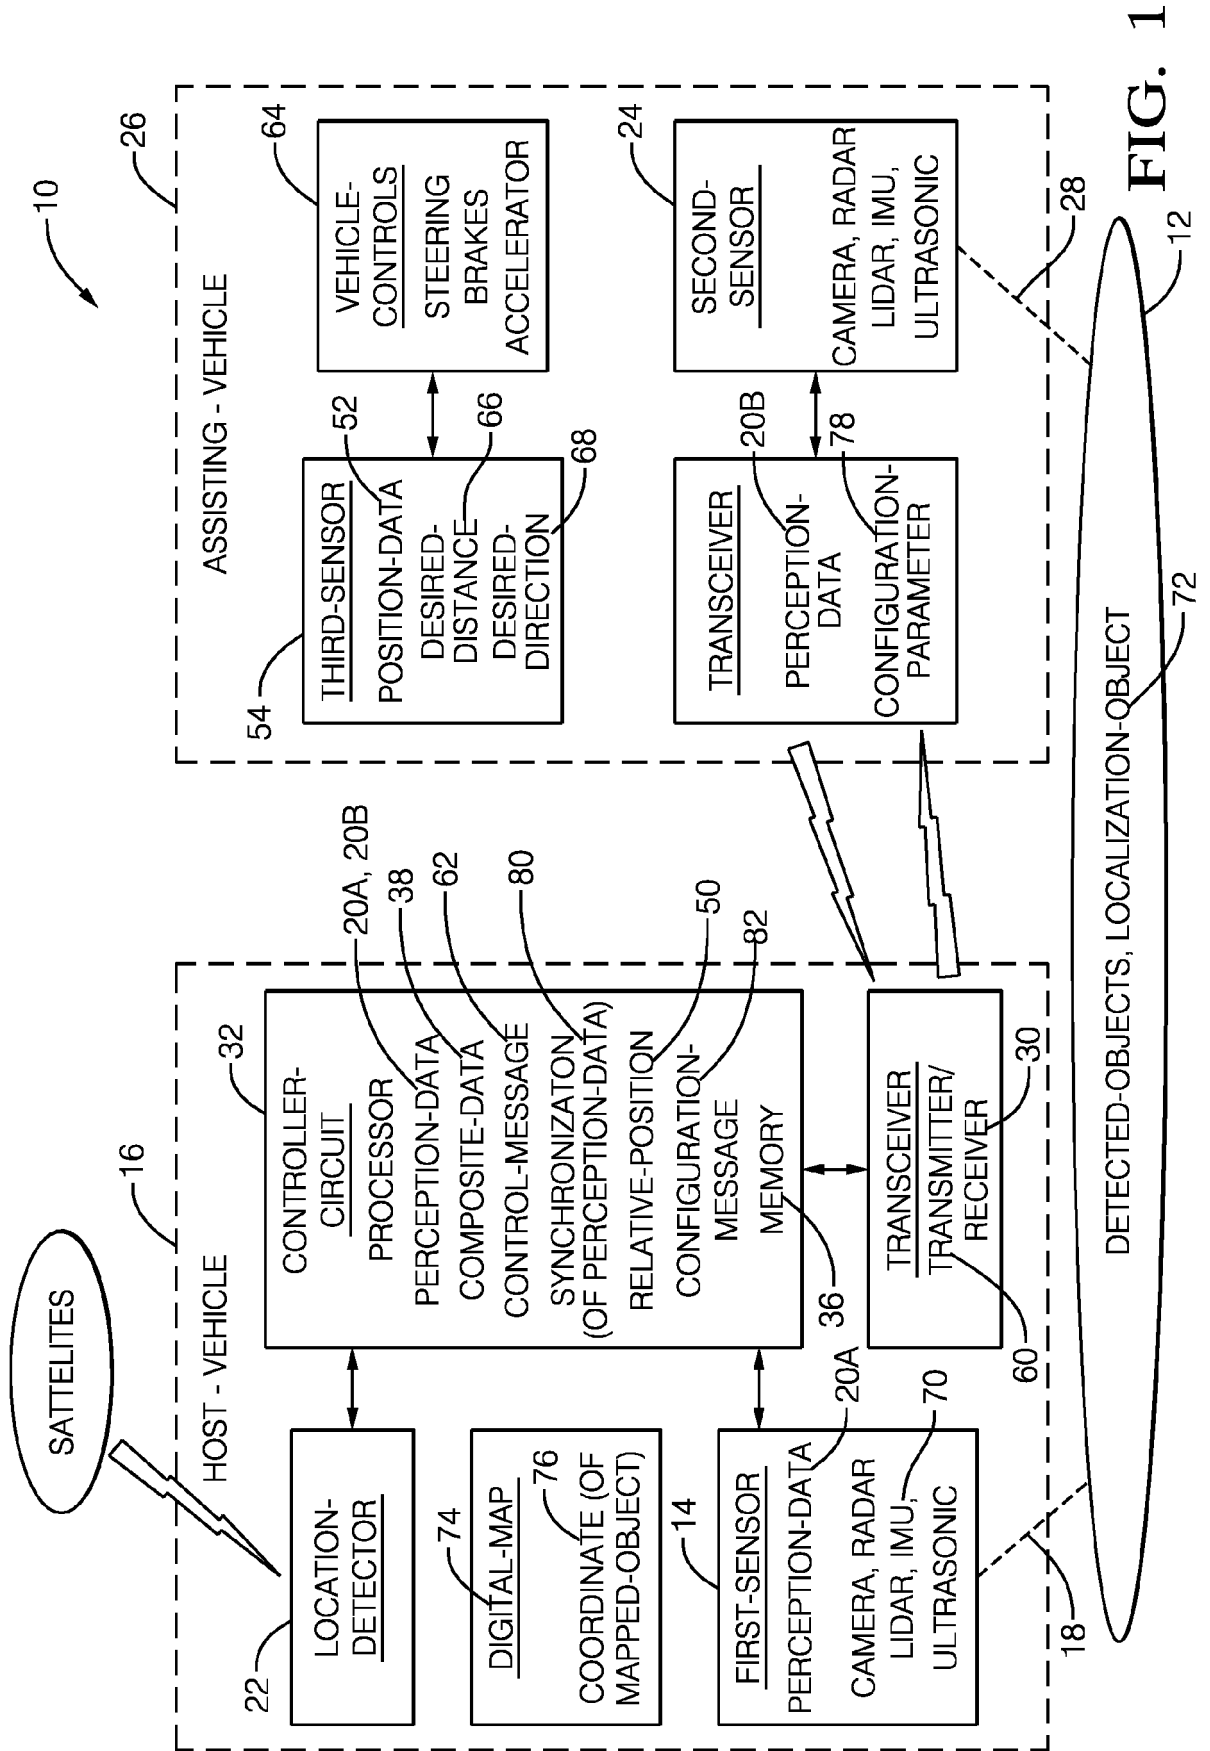 10
SATTELITES
16
HOST - VEHICLE
22
LOCATION-
DETECTOR
74
DIGITAL-MAP
76
COORDINATE (OF
MAPPED-OBJECT)
14
FIRST-SENSOR
PERCEPTION-DATA
20A
CAMERA, RADAR
LIDAR, IMU,
ULTRASONIC
70
18
32
CONTROLLER-
CIRCUIT
PROCESSOR
PERCEPTION-DATA
20A, 20B
COMPOSITE-DATA
38
CONTROL-MESSAGE
62
SYNCHRONIZATON
(OF PERCEPTION-DATA)
80
RELATIVE-POSITION
50
CONFIGURATION-
MESSAGE
82
MEMORY
36
TRANSCEIVER
TRANSMITTER/
RECEIVER
60
30
26
ASSISTING - VEHICLE
54
THIRD-SENSOR
POSITION-DATA
52
DESIRED-
DISTANCE
66
DESIRED-
DIRECTION
68
64
VEHICLE-
CONTROLS
STEERING
BRAKES
ACCELERATOR
TRANSCEIVER
PERCEPTION-
DATA
20B
CONFIGURATION-
PARAMETER
78
24
SECOND-
SENSOR
CAMERA, RADAR
LIDAR, IMU,
ULTRASONIC
28
12
DETECTED-OBJECTS, LOCALIZATION-OBJECT
72
FIG. 1